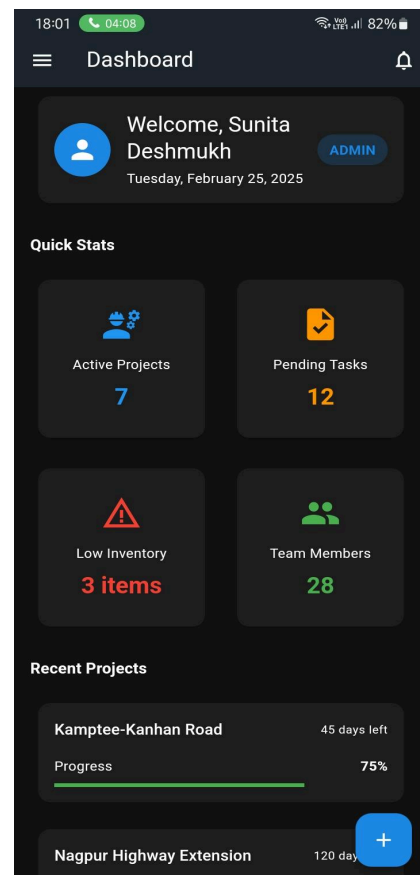 18:01 04:08 Vo) LTE1 82%
Dashboard
Welcome, Sunita
Deshmukh
ADMIN
Tuesday, February 25, 2025
Quick Stats
Active Projects
7
Pending Tasks
12
Low Inventory
3 items
Team Members
28
Recent Projects
Kamptee-Kanhan Road 45 days left
Progress 75%
+
Nagpur Highway Extension 120 day